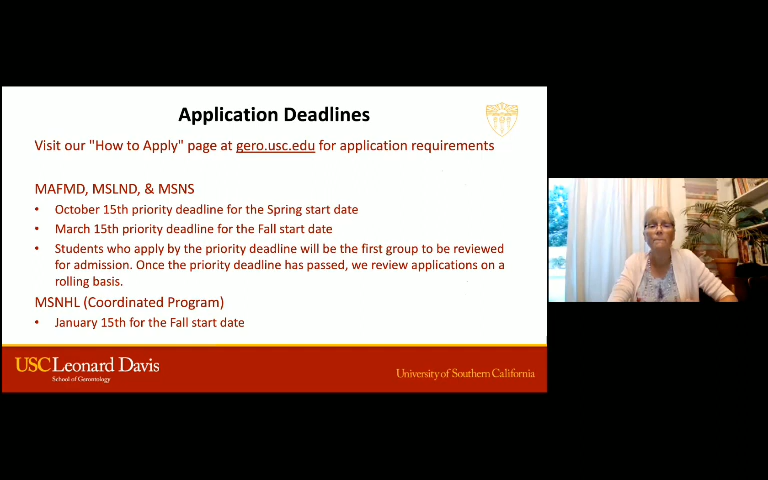 Application Deadlines
Visit our "How to Apply" page at gero.usc.edu for application requirements
MAFMD, MSLND, & MSNS
• October 15th priority deadline for the Spring start date
• March 15th priority deadline for the Fall start date
• Students who apply by the priority deadline will be the first group to be reviewed
for admission. Once the priority deadline has passed, we review applications on a
rolling basis.
MSNHL (Coordinated Program)
• January 15th for the Fall start date
USC Leonard Davis
School of Gerontology
University of Southern California